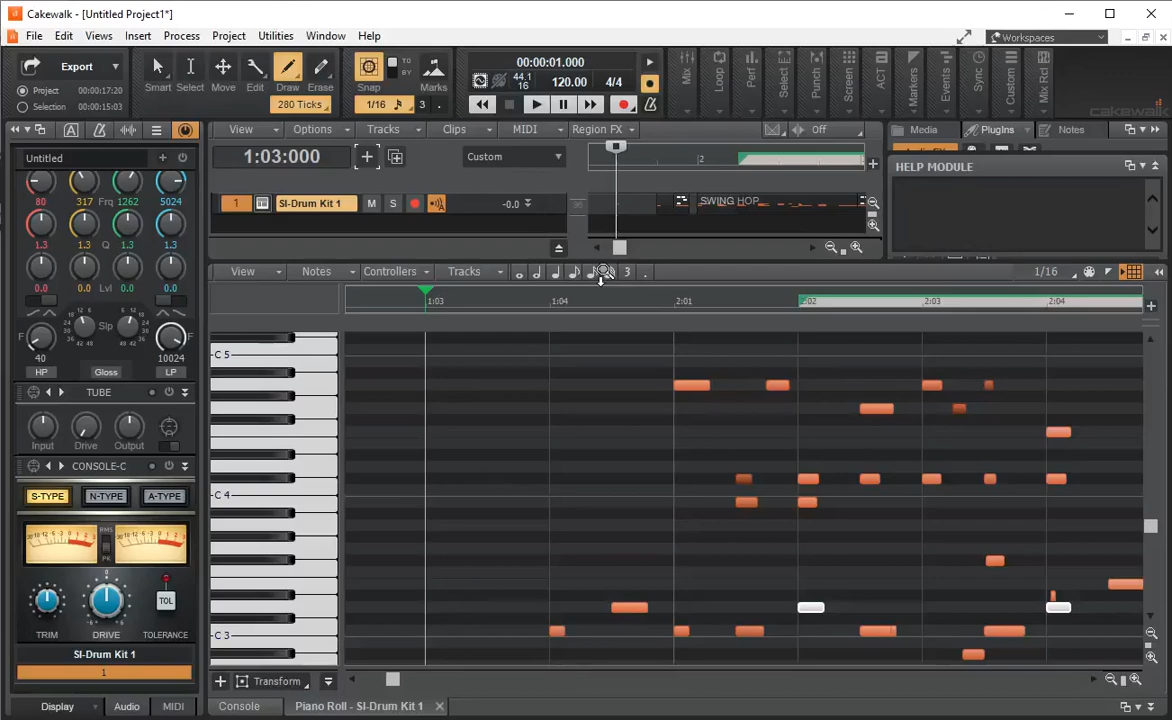 Cakewalk - [Untitled Project1*]
File Edit Views Insert Process Project Utilities Window Help
Workspaces
Export
Project 00:00:17:20
Selection 00:00:15:03
Smart Select Move Edit Draw Erase
280 Ticks
Snap
TO
BY
Marks
1/16 3
00:00:01.000
44.1
16
120.00 4/4
Mix
Loop
Perf
Select
Punch
Screen
ACT
Markers
Events
Sync
Custom
Mix Rcl
cakewalk
View Options Tracks Clips MIDI Region FX Off
Media PlugIns Notes
Untitled
1:03:000
Custom
2
HELP MODULE
80 317 Frq 1262 5024
1.3 1.3 Q 1.3 1.3
0.0 0.0 Lvl 0.0 0.0
1 SI-Drum Kit 1 M S -0.0
SWING HOP
View Notes Controllers Tracks 3 . 1/16
1:03 1:04 2:01 2:02 2:03 2:04
Slp
F F
40 10024
HP Gloss LP
TUBE
Input Drive Output
CONSOLE-C
S-TYPE N-TYPE A-TYPE
RMS
PK
TOL
TRIM DRIVE TOLERANCE
SI-Drum Kit 1
1
C 5
C 4
C 3
Transform
Display Audio MIDI
Console Piano Roll - SI-Drum Kit 1